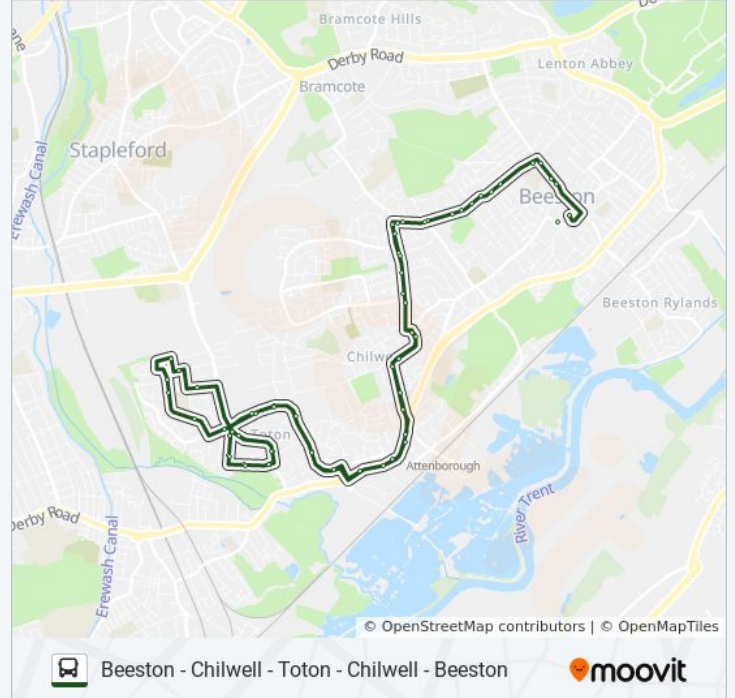 Bramcote Hills
Derby Road
Lenton Abbey
Bramcote
Stapleford
Erewash Canal
Beeston
Beeston Rylands
Chilwell
Toton
Attenborough
River Trent
Derby Road
Erewash Canal
© OpenStreetMap contributors | © OpenMapTiles
Beeston - Chilwell - Toton - Chilwell - Beeston
moovit